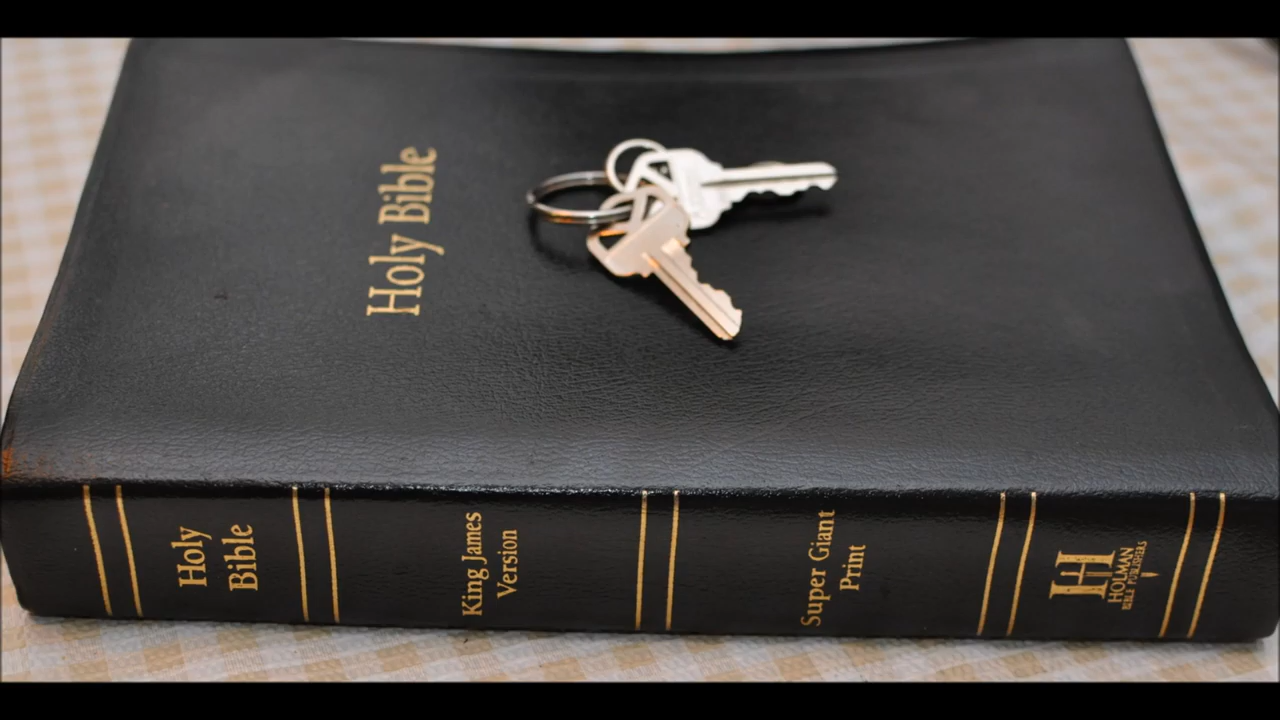 Holy Bible
Holy
Bible
King James
Version
Super Giant
Print
HOLMAN
BIBLE PUBLISHERS